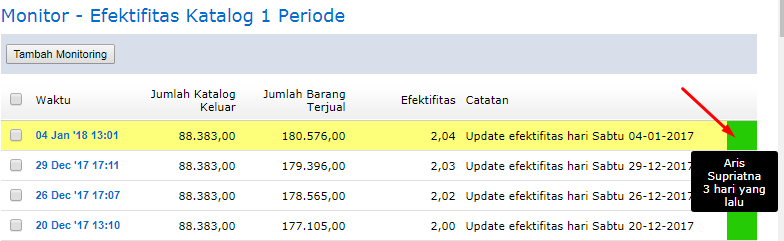 Monitor - Efektifitas Katalog 1 Periode
Tambah Monitoring
Waktu Jumlah Katalog Keluar Jumlah Barang Terjual Efektifitas Catatan
04 Jan '18 13:01 88.383,00 180.576,00 2,04 Update efektifitas hari Sabtu 04-01-2017
29 Dec '17 17:11 88.383,00 179.396,00 2,03 Update efektifitas hari Sabtu 29-12-2017
26 Dec '17 17:07 88.383,00 178.565,00 2,02 Update efektifitas hari Sabtu 26-12-2017
20 Dec '17 13:10 88.383,00 177.105,00 2,00 Update efektifitas hari Sabtu 20-12-2017
Aris
Supriatna
3 hari yang
lalu